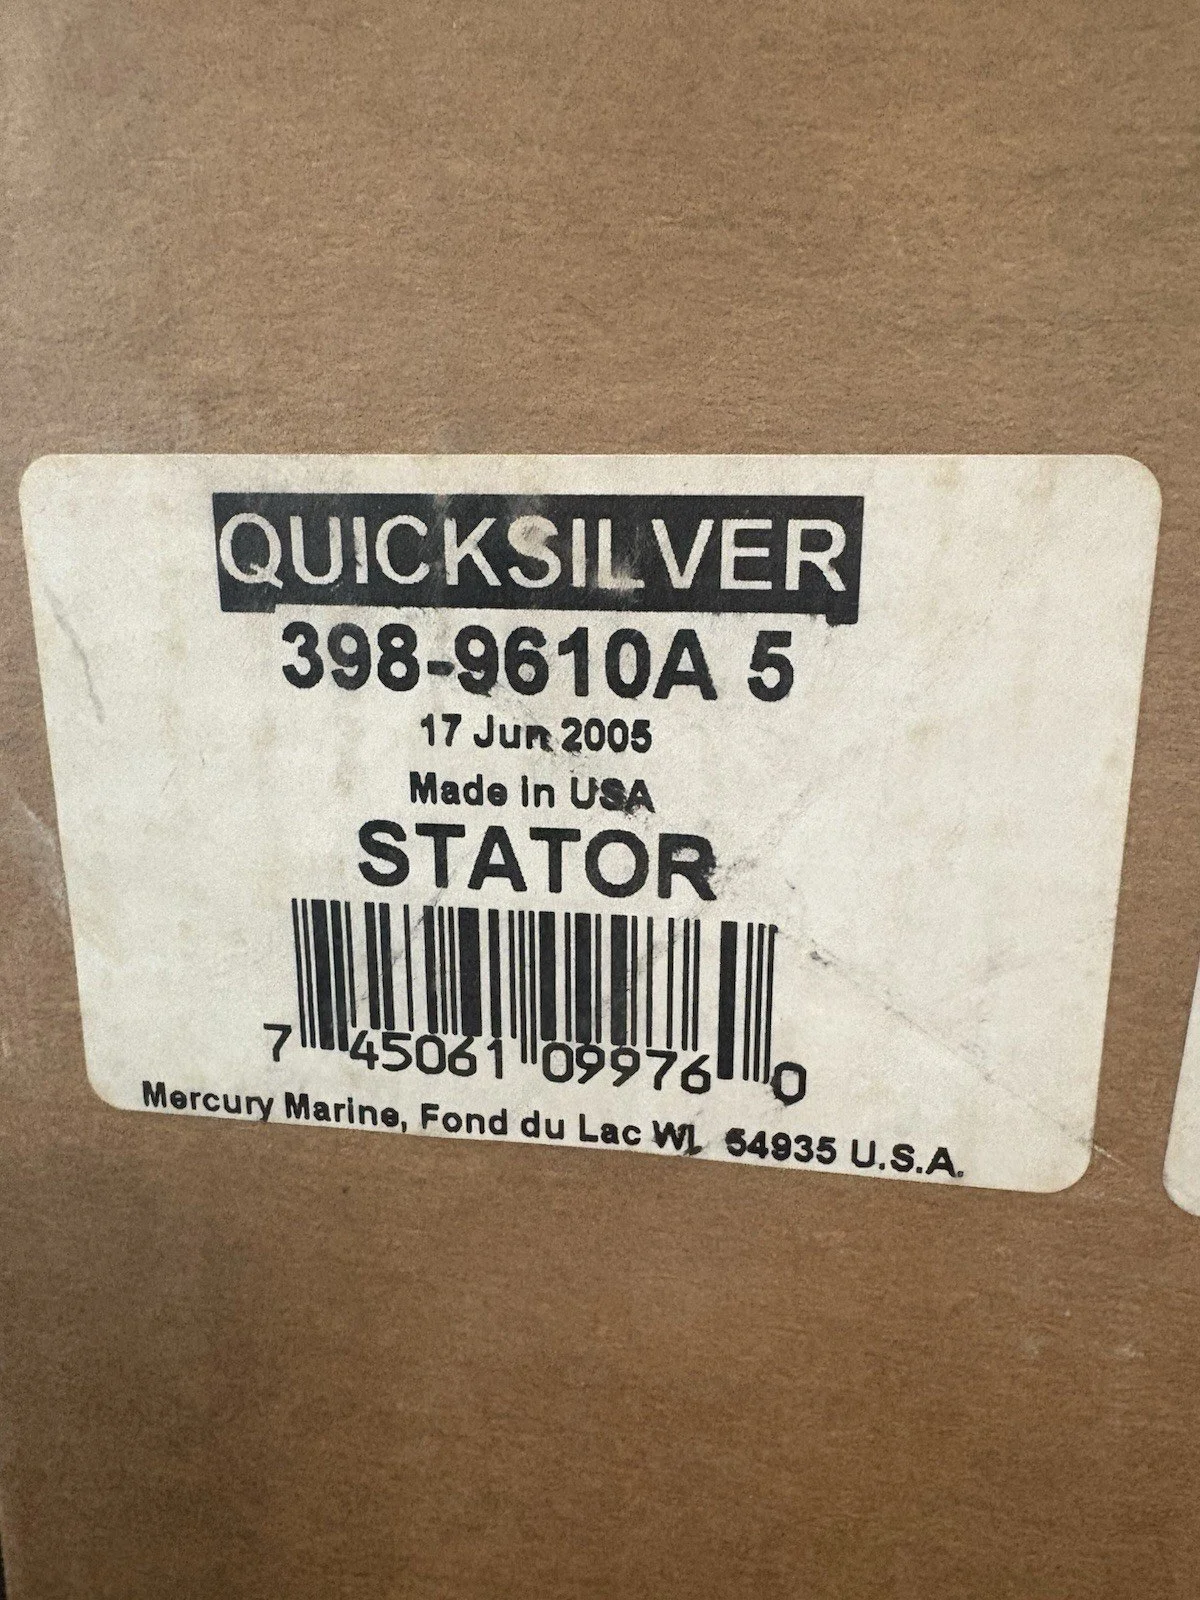 QUICKSILVER
398-9610A 5
17 Jun 2005
Made in USA
STATOR
7 45061 09976 0
Mercury Marine, Fond du Lac WI. 54935 U.S.A.